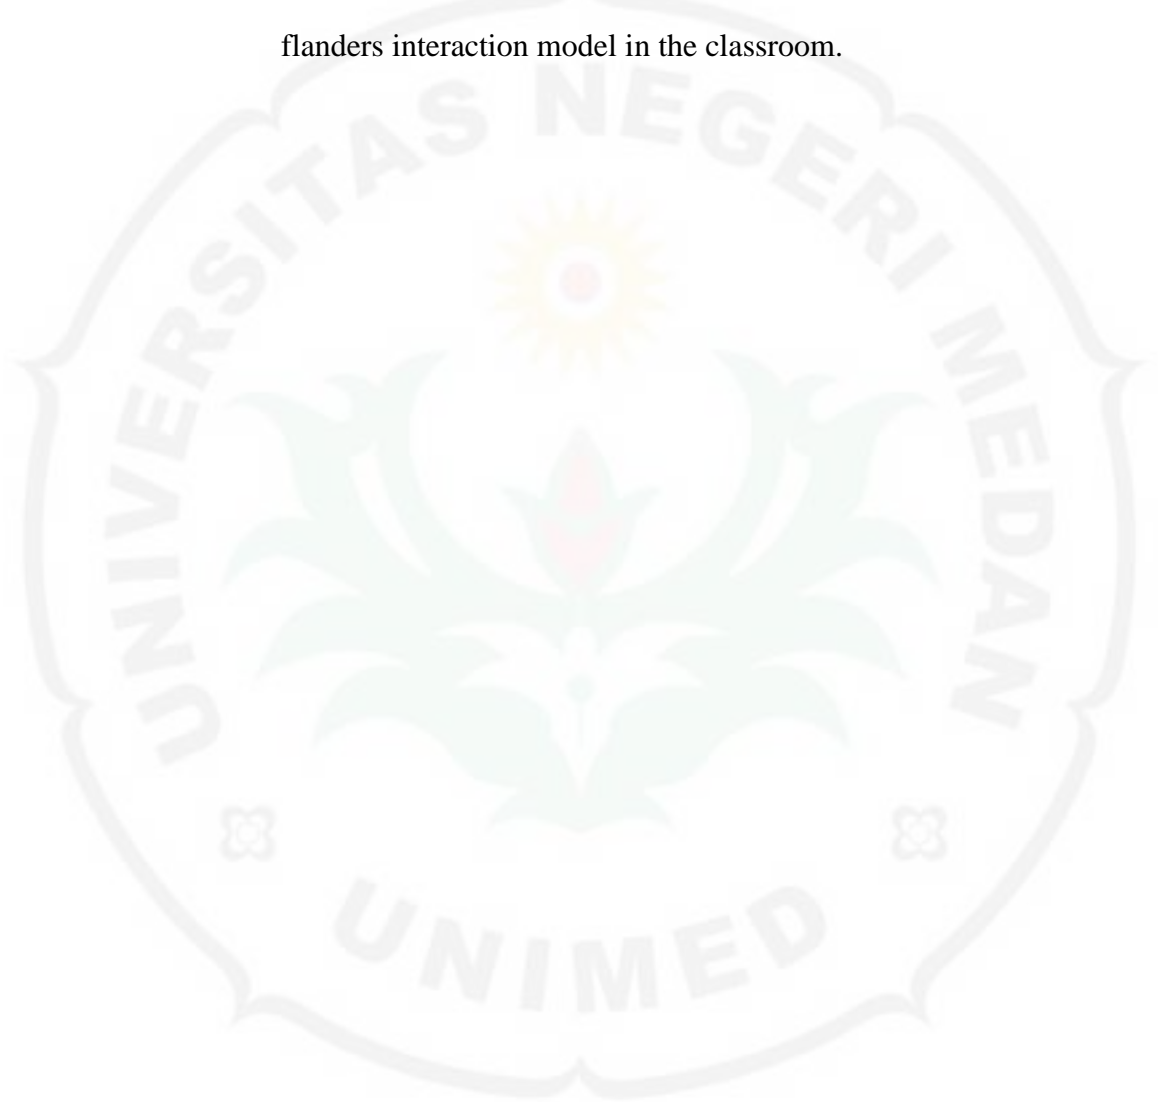 flanders interaction model in the classroom.
UNIVERSITAS NEGERI MEDAN
UNIMED